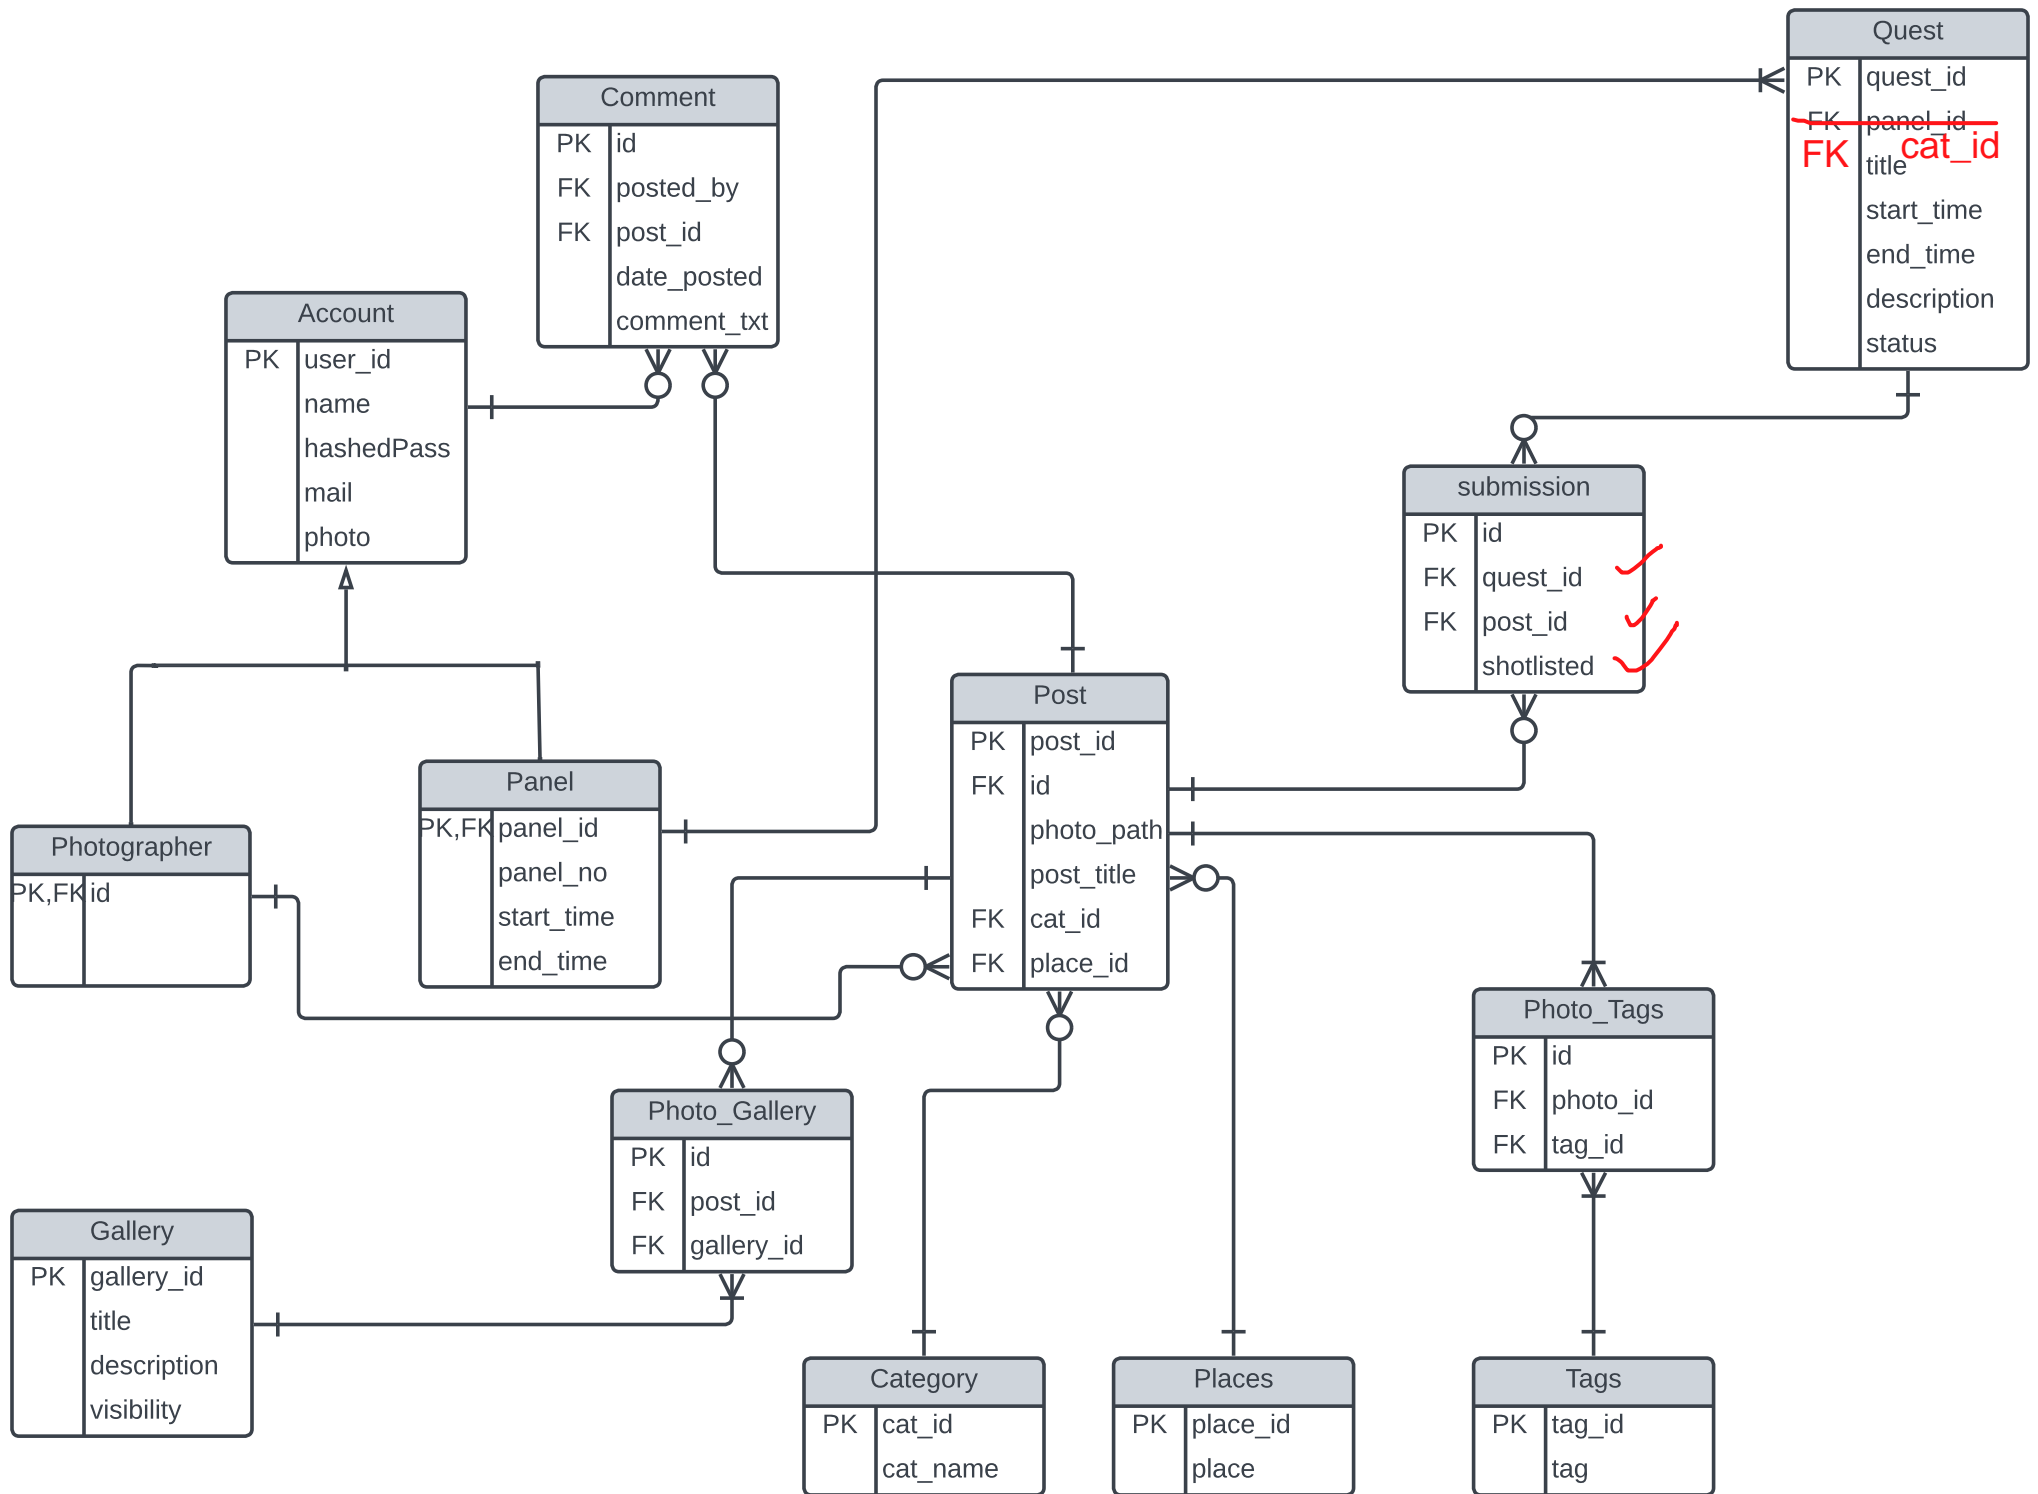 Quest
PK quest_id
FK panel_id
FK cat_id
title
start_time
end_time
description
status
Comment
PK id
FK posted_by
FK post_id
date_posted
comment_txt
Account
PK user_id
name
hashedPass
mail
photo
submission
PK id
FK quest_id
FK post_id
shotlisted
Post
PK post_id
FK id
photo_path
post_title
FK cat_id
FK place_id
Panel
PK,FK panel_id
panel_no
start_time
end_time
Photographer
PK,FK id
Photo_Tags
PK id
FK photo_id
FK tag_id
Photo_Gallery
PK id
FK post_id
FK gallery_id
Gallery
PK gallery_id
title
description
visibility
Category
PK cat_id
cat_name
Places
PK place_id
place
Tags
PK tag_id
tag